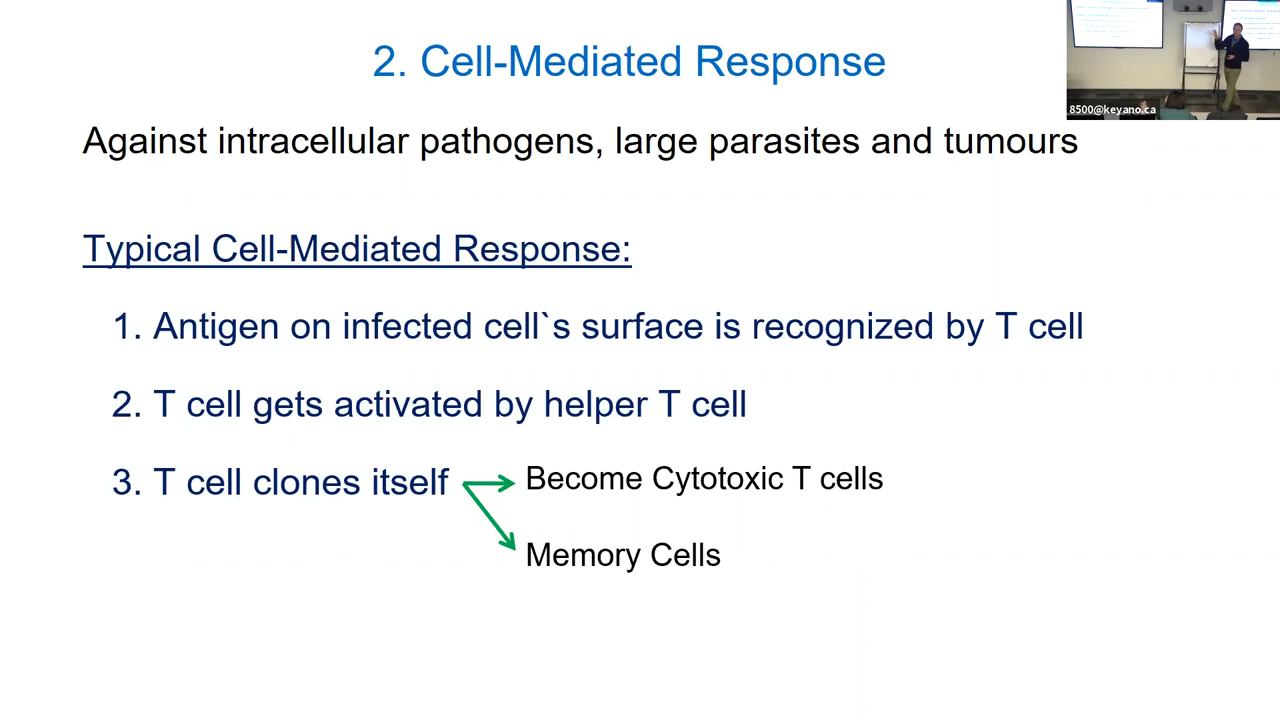 2. Cell-Mediated Response
8500@keyano.ca
Against intracellular pathogens, large parasites and tumours
Typical Cell-Mediated Response:
1. Antigen on infected cell`s surface is recognized by T cell
2. T cell gets activated by helper T cell
3. T cell clones itself
Become Cytotoxic T cells
Memory Cells